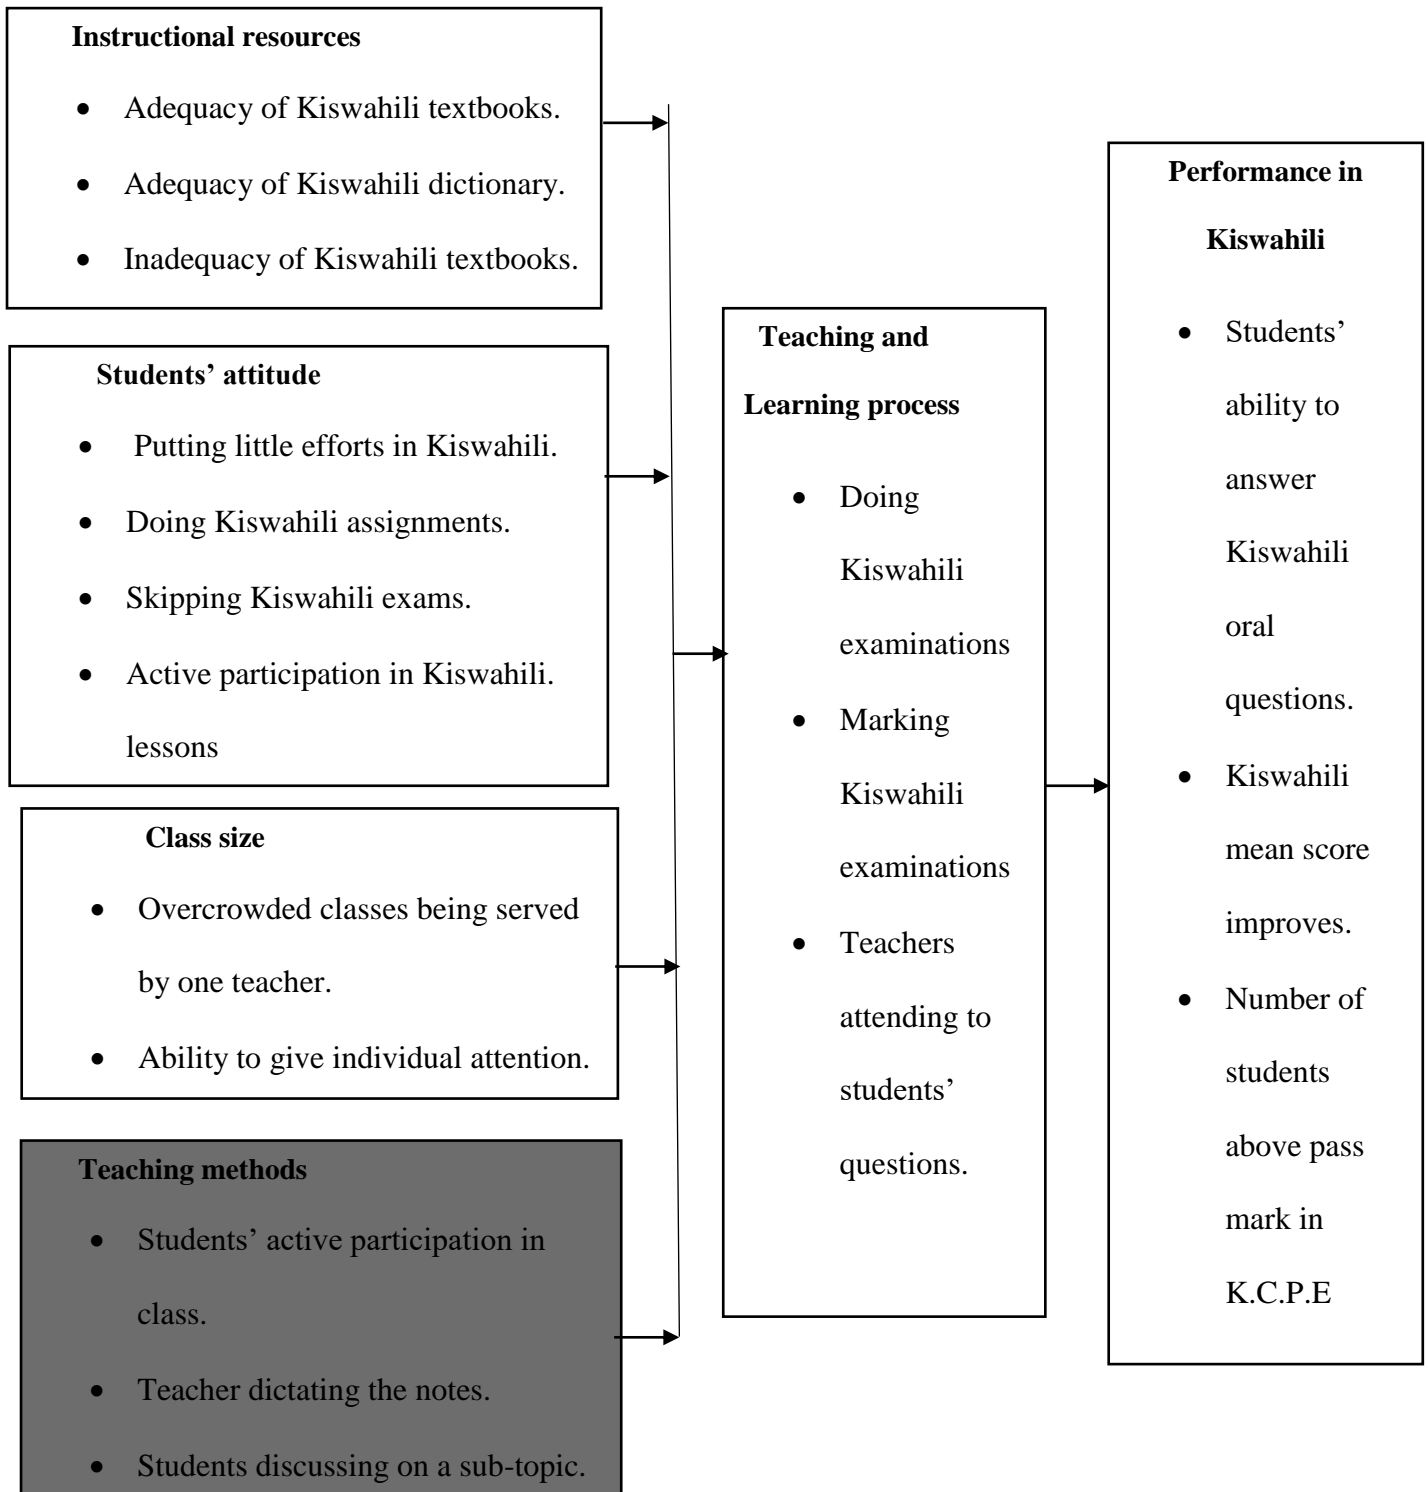 Instructional resources
• Adequacy of Kiswahili textbooks.
• Adequacy of Kiswahili dictionary.
• Inadequacy of Kiswahili textbooks.
Students’ attitude
• Putting little efforts in Kiswahili.
• Doing Kiswahili assignments.
• Skipping Kiswahili exams.
• Active participation in Kiswahili.
lessons
Class size
• Overcrowded classes being served
by one teacher.
• Ability to give individual attention.
Teaching methods
• Students’ active participation in
class.
• Teacher dictating the notes.
• Students discussing on a sub-topic.
Teaching and
Learning process
• Doing
Kiswahili
examinations
• Marking
Kiswahili
examinations
• Teachers
attending to
students’
questions.
Performance in
Kiswahili
• Students’
ability to
answer
Kiswahili
oral
questions.
• Kiswahili
mean score
improves.
• Number of
students
above pass
mark in
K.C.P.E